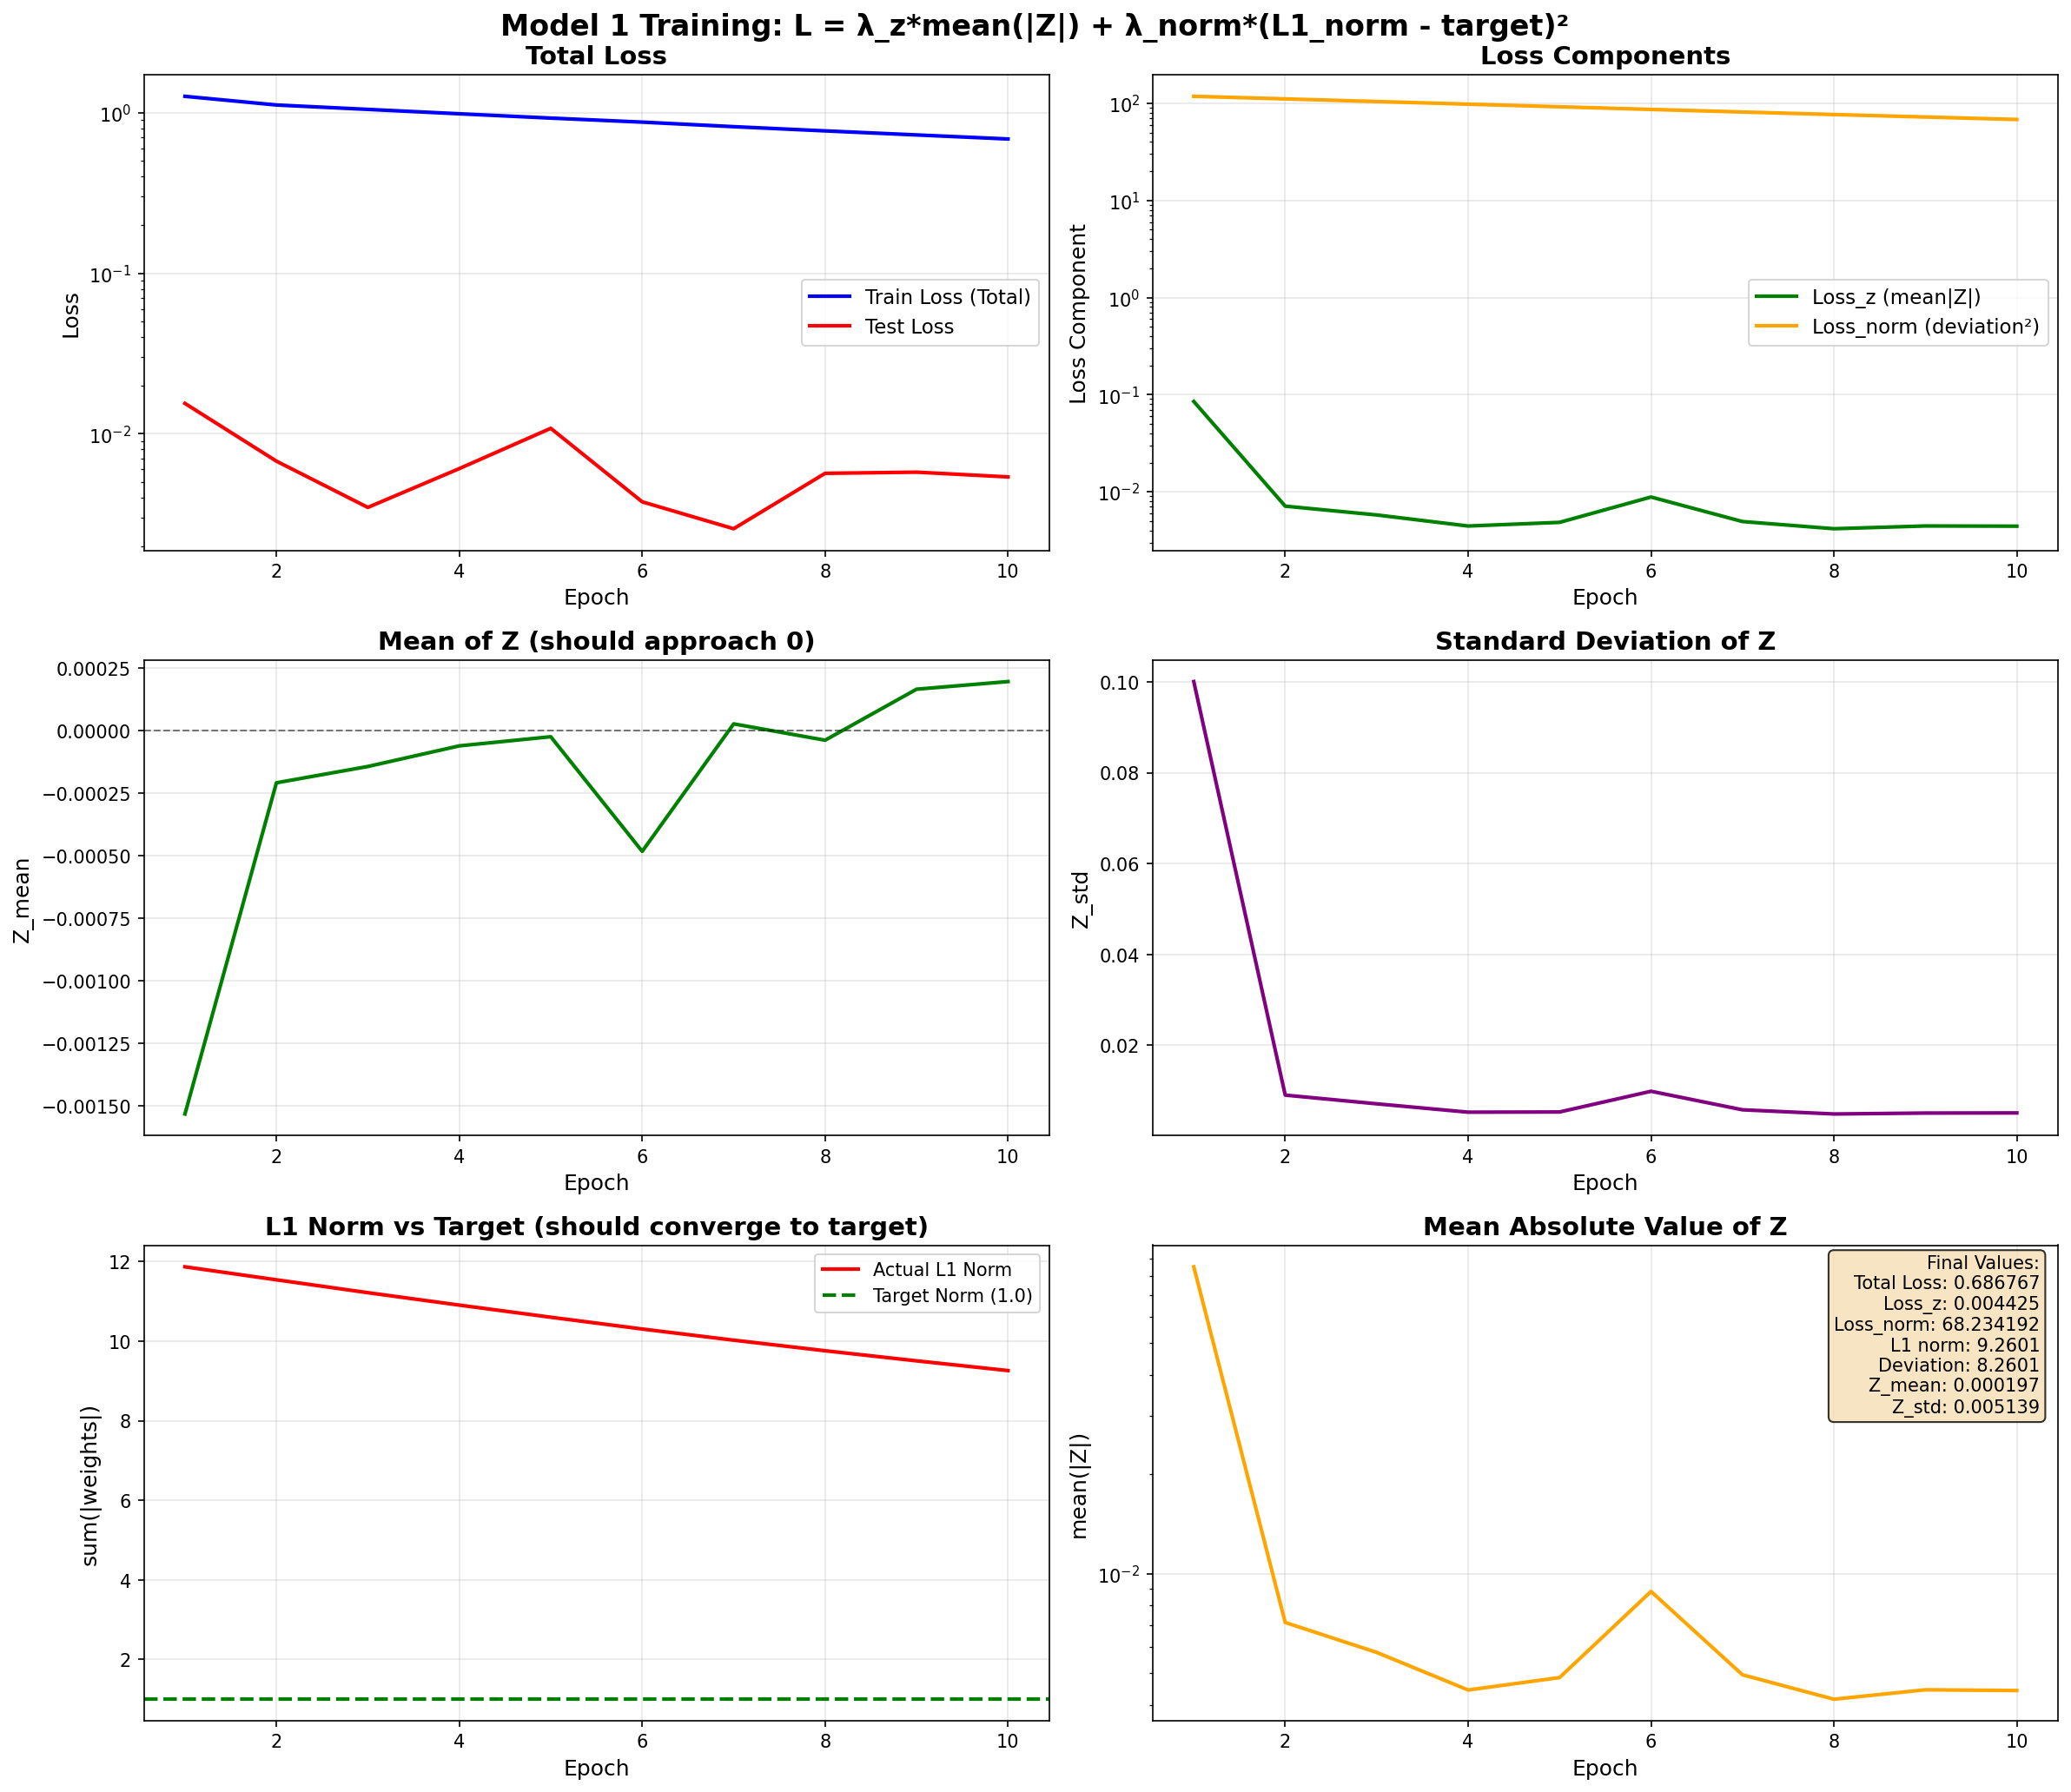 Model 1 Training: L = λ_z*mean(|Z|) + λ_norm*(L1_norm - target)²
Total Loss
Loss
10⁰
10⁻¹
10⁻²
Train Loss (Total)
Test Loss
2 4 6 8 10
Epoch
Loss Components
Loss Component
10²
10¹
10⁰
10⁻¹
10⁻²
Loss_z (mean|Z|)
Loss_norm (deviation²)
2 4 6 8 10
Epoch
Mean of Z (should approach 0)
Z_mean
0.00025
0.00000
−0.00025
−0.00050
−0.00075
−0.00100
−0.00125
−0.00150
2 4 6 8 10
Epoch
Standard Deviation of Z
Z_std
0.10
0.08
0.06
0.04
0.02
2 4 6 8 10
Epoch
L1 Norm vs Target (should converge to target)
sum(|weights|)
12
10
8
6
4
2
Actual L1 Norm
Target Norm (1.0)
2 4 6 8 10
Epoch
Mean Absolute Value of Z
mean(|Z|)
10⁻²
Final Values:
Total Loss: 0.686767
Loss_z: 0.004425
Loss_norm: 68.234192
L1 norm: 9.2601
Deviation: 8.2601
Z_mean: 0.000197
Z_std: 0.005139
2 4 6 8 10
Epoch